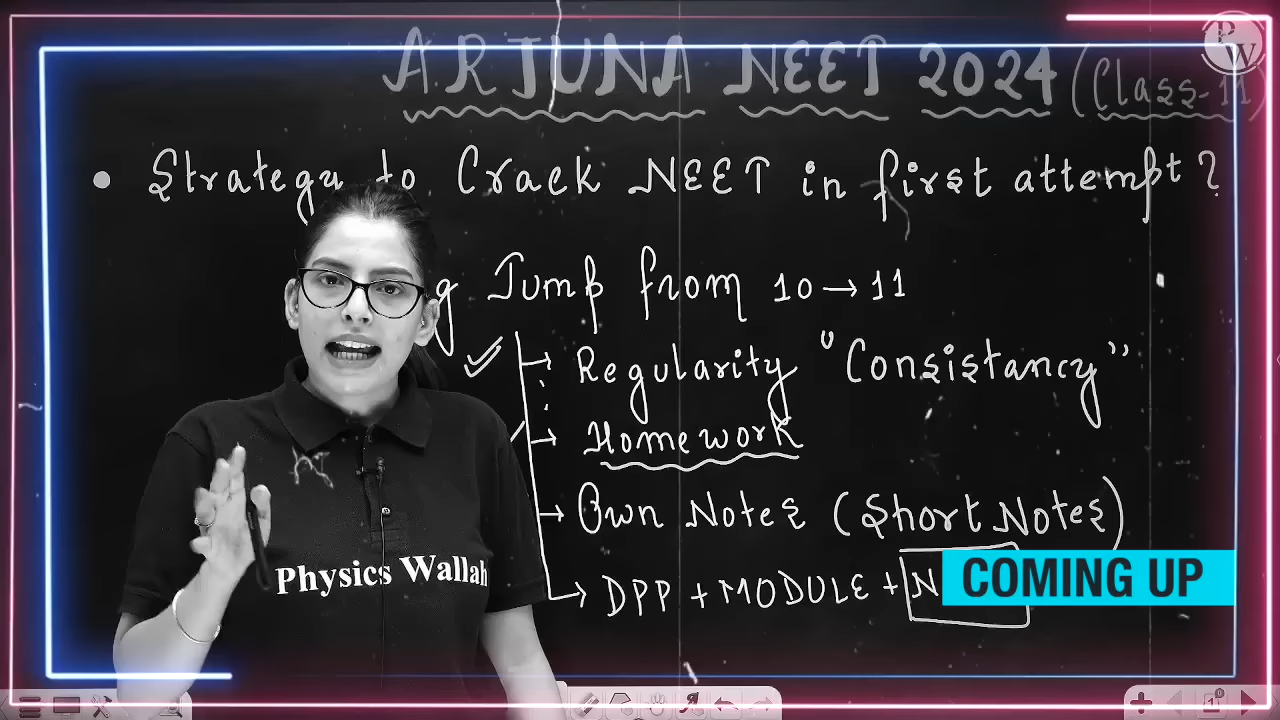 ARJUNA NEET 2024 (Class-11)
PW
• Strategy to Crack NEET in first attempt?
Jump from 10 → 11
✓ → Regularity "Consistancy"
→ Homework
→ Own Notes (Short Notes)
→ DPP + MODULE +
COMING UP
Physics Wallah